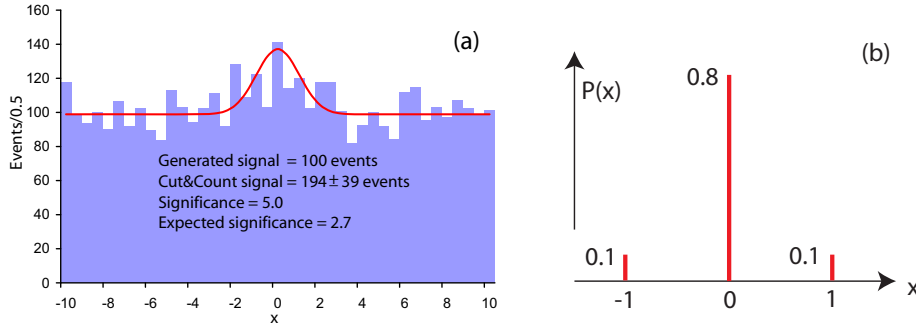 160
140
120
100
80
60
40
20
0
Events/0.5
(a)
Generated signal = 100 events
Cut&Count signal = 194±39 events
Significance = 5.0
Expected significance = 2.7
-10 -8 -6 -4 -2 0 2 4 6 8 10
x
(b)
P(x)
0.8
0.1 0.1
-1 0 1 x